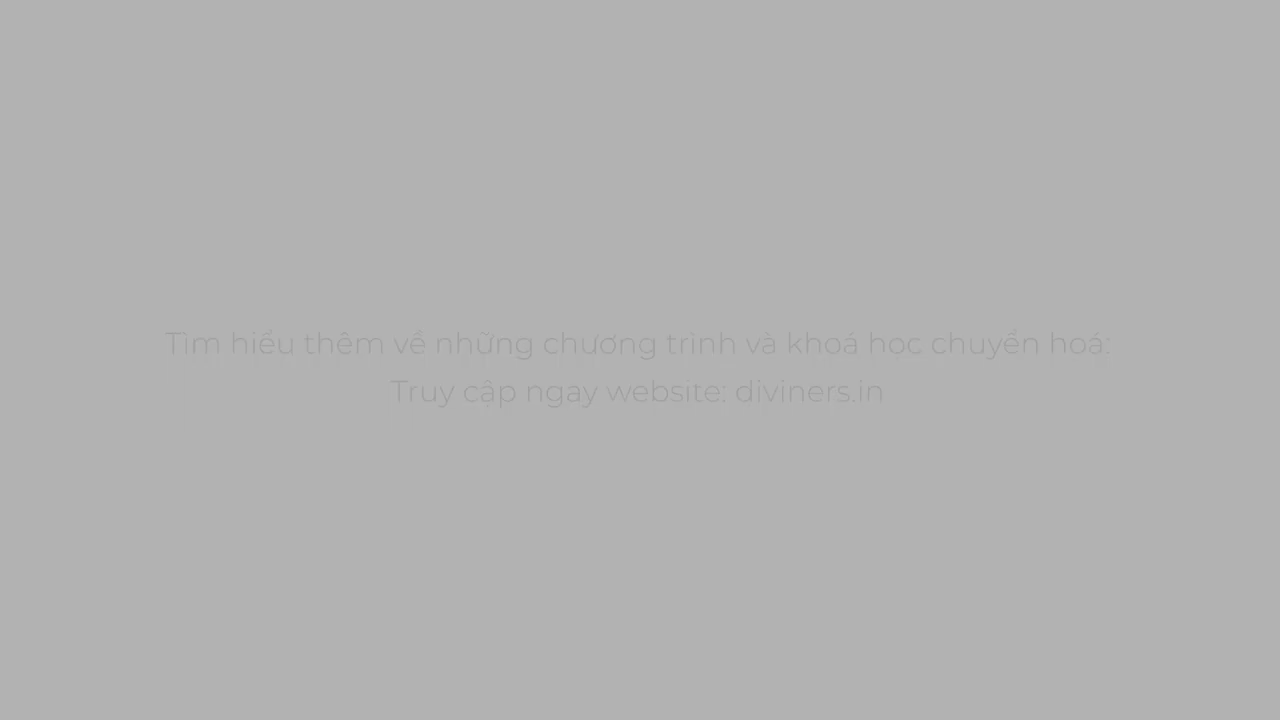 Tìm hiểu thêm về những chương trình và khoá học chuyển hoá:
Truy cập ngay website: diviners.in